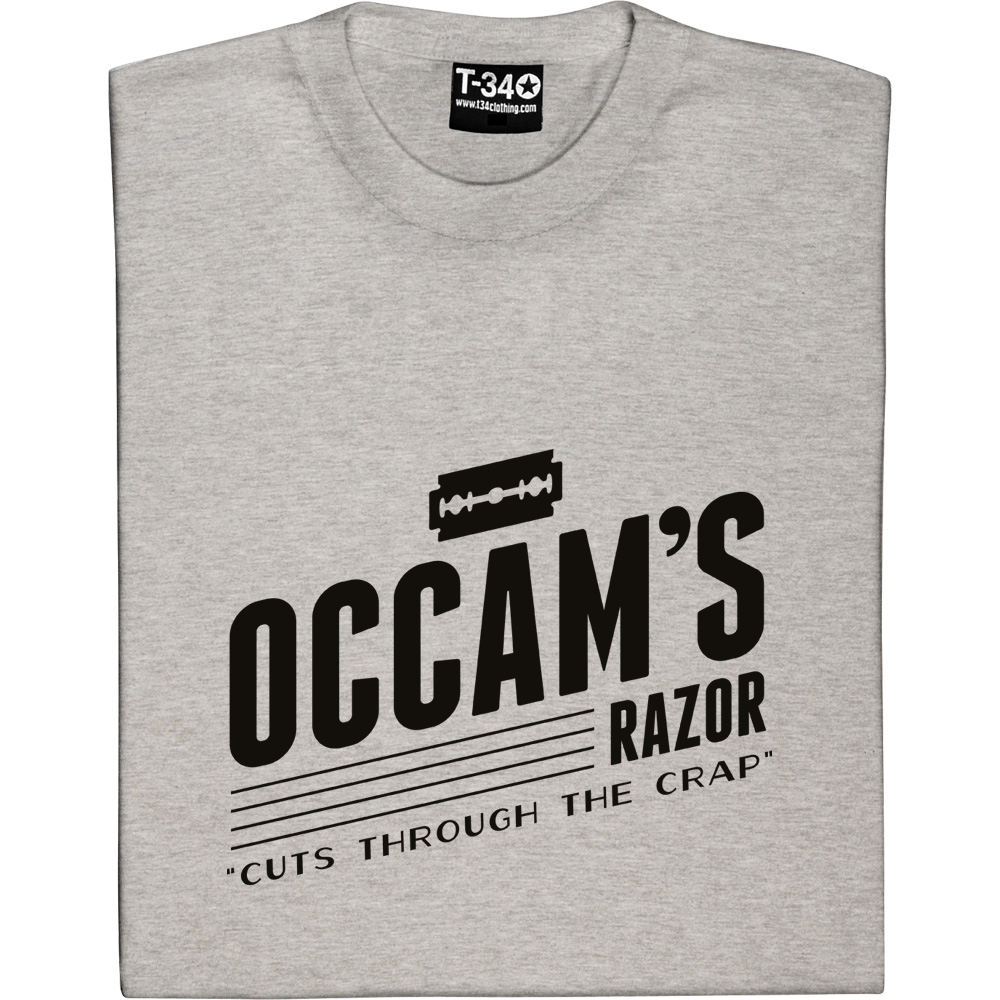 T-34
www.t34clothing.com
OCCAM'S
RAZOR
"CUTS THROUGH THE CRAP"